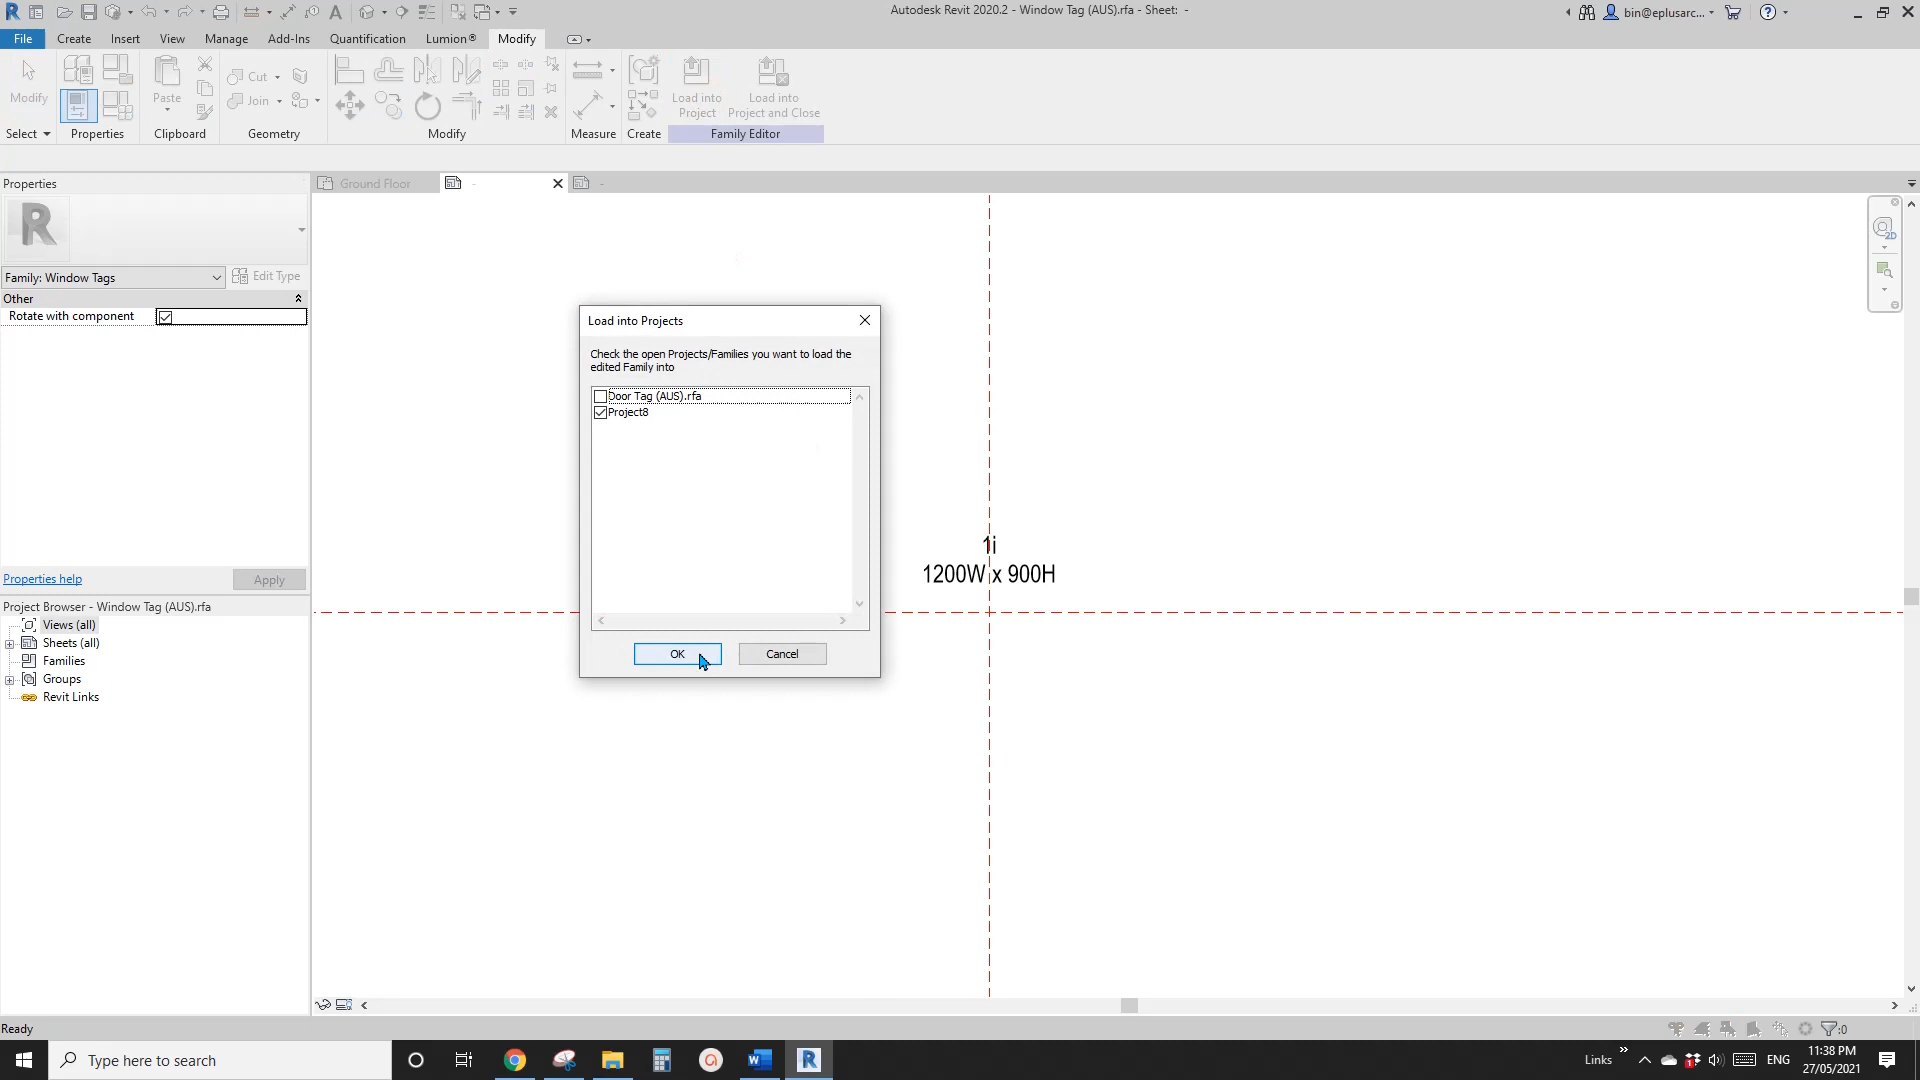 Autodesk Revit 2020.2 - Window Tag (AUS).rfa - Sheet: -
bin@eplusarc...
File Create Insert View Manage Add-Ins Quantification Lumion® Modify
Modify
Paste
Cut
Join
Load into Project
Load into Project and Close
Select Properties Clipboard Geometry Modify Measure Create Family Editor
Properties
Ground Floor
-
-
R
2D
Family: Window Tags
Edit Type
Other
Rotate with component
Load into Projects
Check the open Projects/Families you want to load the
edited Family into
Door Tag (AUS).rfa
Project8
OK
Cancel
1i
1200W x 900H
Properties help
Apply
Project Browser - Window Tag (AUS).rfa
Views (all)
Sheets (all)
Families
Groups
Revit Links
Ready
:0
Type here to search
Links
ENG
11:38 PM
27/05/2021